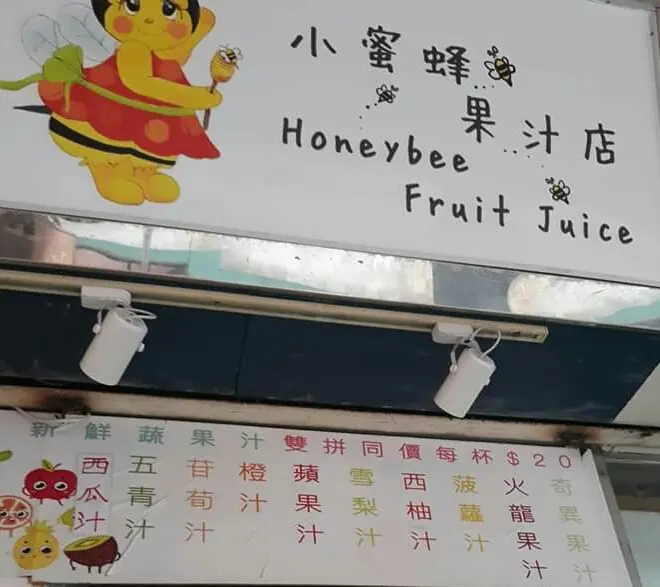 小蜜蜂
果汁店
Honeybee
Fruit Juice
新鮮蔬果汁雙拼同價每杯$20
西瓜汁
五青汁
苷荀汁
橙汁
蘋果汁
雪梨汁
西柚汁
菠蘿汁
火龍果汁
奇異果汁